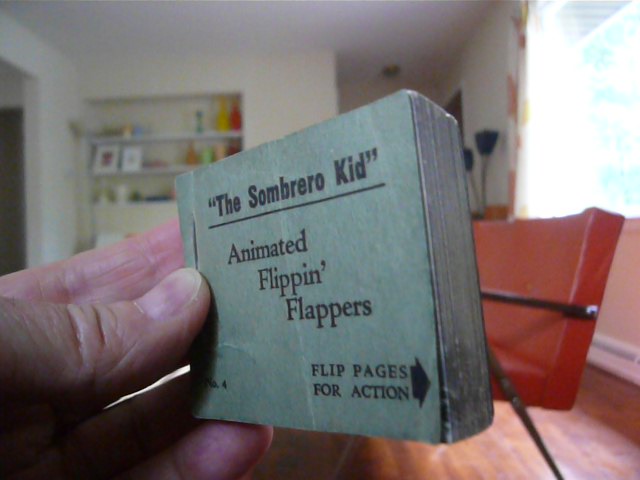 "The Sombrero Kid"
Animated
Flippin'
Flappers
No. 4
FLIP PAGES
FOR ACTION